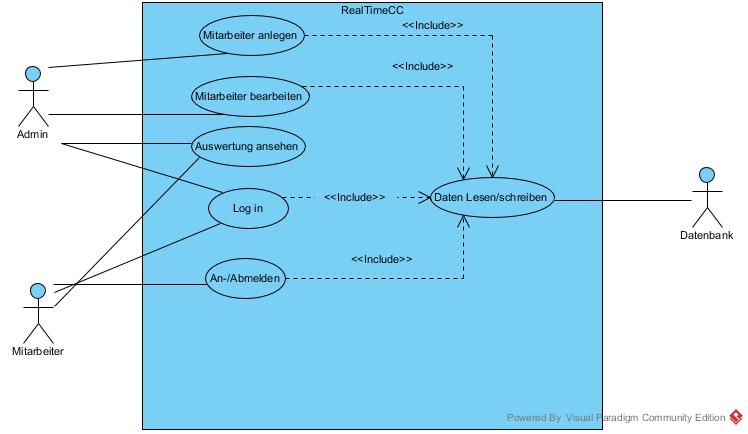 RealTimeCC
<<Include>>
Mitarbeiter anlegen
<<Include>>
Mitarbeiter bearbeiten
Admin
Auswertung ansehen
<<Include>>
Daten Lesen/schreiben
Log in
Datenbank
<<Include>>
An-/Abmelden
Mitarbeiter
Powered By Visual Paradigm Community Edition